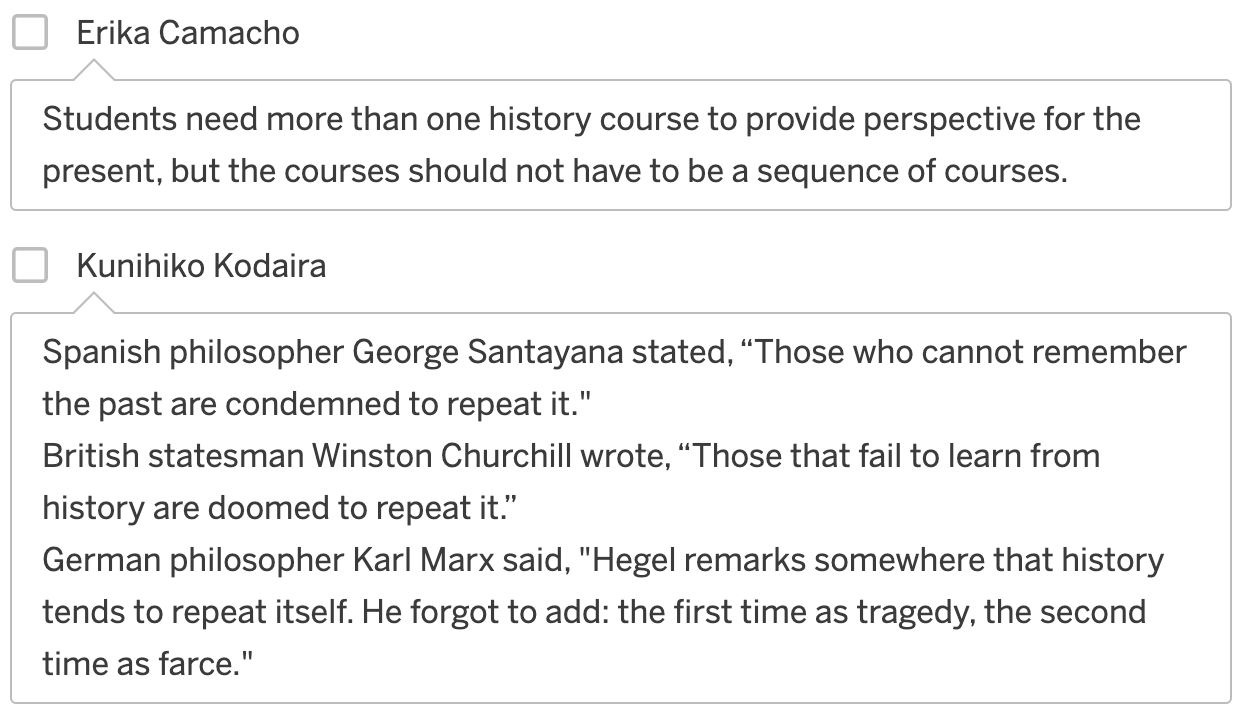 Erika Camacho
Students need more than one history course to provide perspective for the
present, but the courses should not have to be a sequence of courses.
Kunihiko Kodaira
Spanish philosopher George Santayana stated, “Those who cannot remember
the past are condemned to repeat it."
British statesman Winston Churchill wrote, “Those that fail to learn from
history are doomed to repeat it.”
German philosopher Karl Marx said, "Hegel remarks somewhere that history
tends to repeat itself. He forgot to add: the first time as tragedy, the second
time as farce."